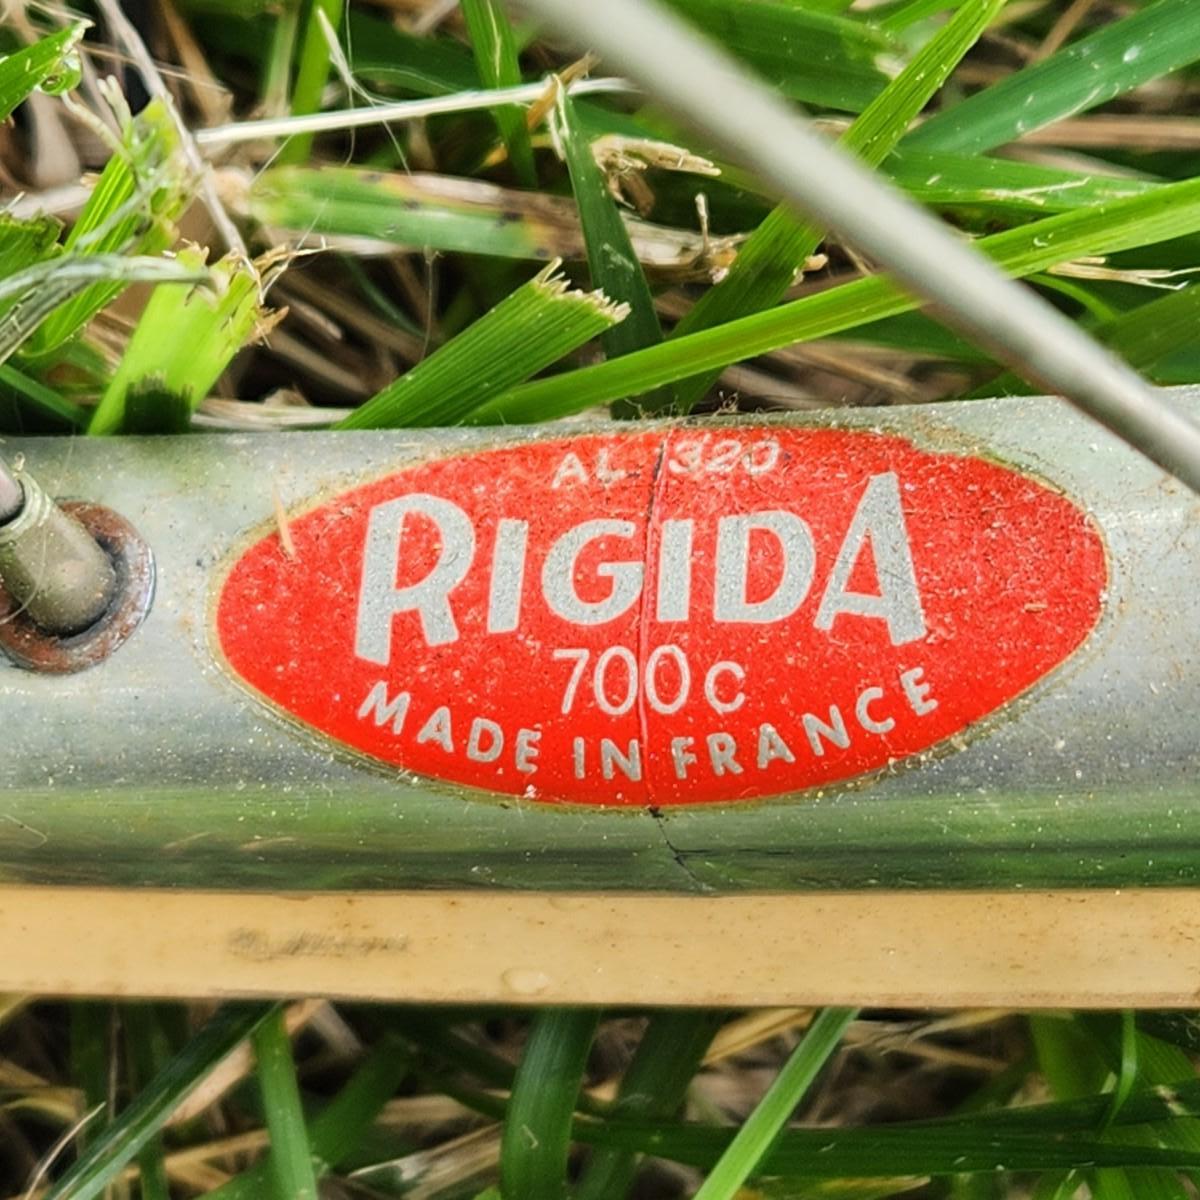 AL 320
RIGIDA
700C
MADE IN FRANCE